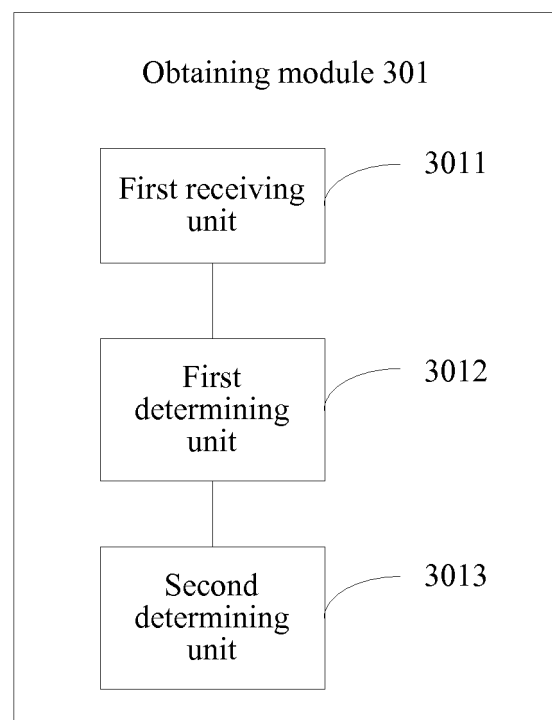 Obtaining module 301
3011
First receiving
unit
3012
First
determining
unit
3013
Second
determining
unit